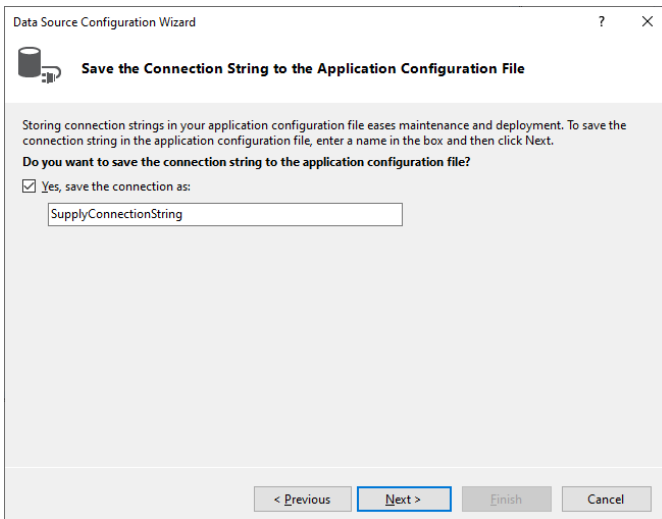 Data Source Configuration Wizard ? ×
Save the Connection String to the Application Configuration File
Storing connection strings in your application configuration file eases maintenance and deployment. To save the
connection string in the application configuration file, enter a name in the box and then click Next.
Do you want to save the connection string to the application configuration file?
Yes, save the connection as:
SupplyConnectionString
< Previous Next > Finish Cancel